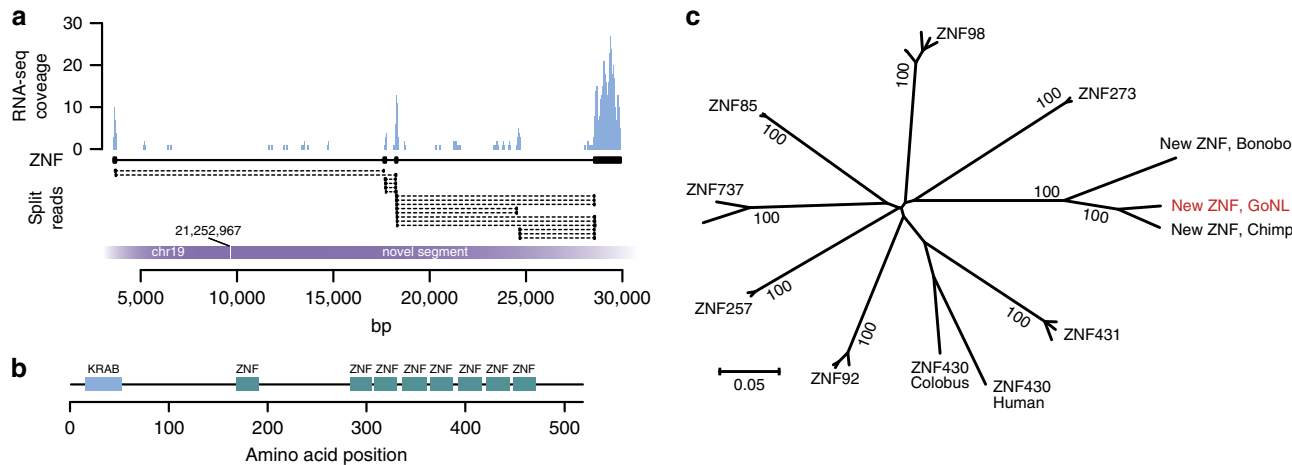 a
30
20
10
0
RNA-seq
coveage
ZNF
Split
reads
21,252,967
chr19
novel segment
5,000
10,000
15,000
20,000
25,000
30,000
bp
b
KRAB
ZNF
ZNF
ZNF
ZNF
ZNF
ZNF
ZNF
ZNF
0
100
200
300
400
500
Amino acid position
c
ZNF98
100
ZNF85
100
ZNF273
100
New ZNF, Bonobo
100
New ZNF, GoNL
100
New ZNF, Chimp
ZNF737
100
ZNF257
100
ZNF92
100
ZNF430
Colobus
ZNF430
Human
100
ZNF431
0.05